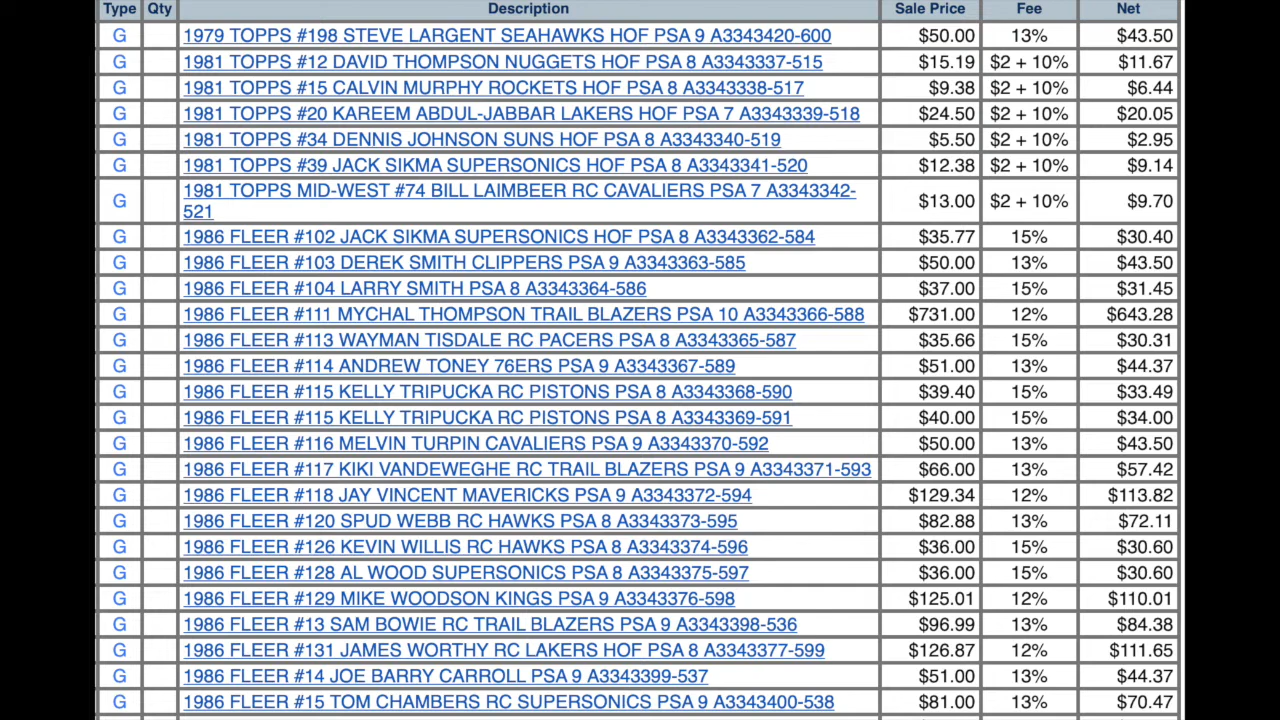 Type Qty Description Sale Price Fee Net
G 1979 TOPPS #198 STEVE LARGENT SEAHAWKS HOF PSA 9 A3343420-600 $50.00 13% $43.50
G 1981 TOPPS #12 DAVID THOMPSON NUGGETS HOF PSA 8 A3343337-515 $15.19 $2 + 10% $11.67
G 1981 TOPPS #15 CALVIN MURPHY ROCKETS HOF PSA 8 A3343338-517 $9.38 $2 + 10% $6.44
G 1981 TOPPS #20 KAREEM ABDUL-JABBAR LAKERS HOF PSA 7 A3343339-518 $24.50 $2 + 10% $20.05
G 1981 TOPPS #34 DENNIS JOHNSON SUNS HOF PSA 8 A3343340-519 $5.50 $2 + 10% $2.95
G 1981 TOPPS #39 JACK SIKMA SUPERSONICS HOF PSA 8 A3343341-520 $12.38 $2 + 10% $9.14
G 1981 TOPPS MID-WEST #74 BILL LAIMBEER RC CAVALIERS PSA 7 A3343342-
521 $13.00 $2 + 10% $9.70
G 1986 FLEER #102 JACK SIKMA SUPERSONICS HOF PSA 8 A3343362-584 $35.77 15% $30.40
G 1986 FLEER #103 DEREK SMITH CLIPPERS PSA 9 A3343363-585 $50.00 13% $43.50
G 1986 FLEER #104 LARRY SMITH PSA 8 A3343364-586 $37.00 15% $31.45
G 1986 FLEER #111 MYCHAL THOMPSON TRAIL BLAZERS PSA 10 A3343366-588 $731.00 12% $643.28
G 1986 FLEER #113 WAYMAN TISDALE RC PACERS PSA 8 A3343365-587 $35.66 15% $30.31
G 1986 FLEER #114 ANDREW TONEY 76ERS PSA 9 A3343367-589 $51.00 13% $44.37
G 1986 FLEER #115 KELLY TRIPUCKA RC PISTONS PSA 8 A3343368-590 $39.40 15% $33.49
G 1986 FLEER #115 KELLY TRIPUCKA RC PISTONS PSA 8 A3343369-591 $40.00 15% $34.00
G 1986 FLEER #116 MELVIN TURPIN CAVALIERS PSA 9 A3343370-592 $50.00 13% $43.50
G 1986 FLEER #117 KIKI VANDEWEGHE RC TRAIL BLAZERS PSA 9 A3343371-593 $66.00 13% $57.42
G 1986 FLEER #118 JAY VINCENT MAVERICKS PSA 9 A3343372-594 $129.34 12% $113.82
G 1986 FLEER #120 SPUD WEBB RC HAWKS PSA 8 A3343373-595 $82.88 13% $72.11
G 1986 FLEER #126 KEVIN WILLIS RC HAWKS PSA 8 A3343374-596 $36.00 15% $30.60
G 1986 FLEER #128 AL WOOD SUPERSONICS PSA 8 A3343375-597 $36.00 15% $30.60
G 1986 FLEER #129 MIKE WOODSON KINGS PSA 9 A3343376-598 $125.01 12% $110.01
G 1986 FLEER #13 SAM BOWIE RC TRAIL BLAZERS PSA 9 A3343398-536 $96.99 13% $84.38
G 1986 FLEER #131 JAMES WORTHY RC LAKERS HOF PSA 8 A3343377-599 $126.87 12% $111.65
G 1986 FLEER #14 JOE BARRY CARROLL PSA 9 A3343399-537 $51.00 13% $44.37
G 1986 FLEER #15 TOM CHAMBERS RC SUPERSONICS PSA 9 A3343400-538 $81.00 13% $70.47